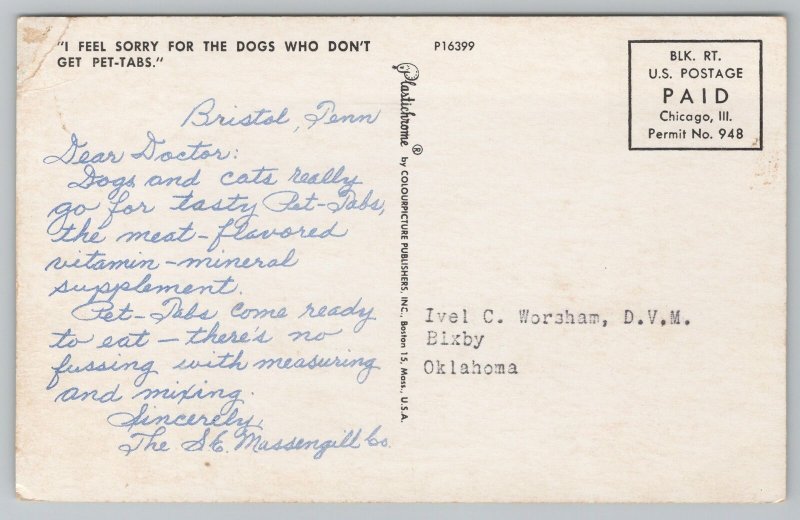 "I FEEL SORRY FOR THE DOGS WHO DON'T
GET PET-TABS."
Bristol, Tenn
Dear Doctor:
Dogs and cats really
go for tasty Pet-Tabs,
the meat-flavored
vitamin-mineral
supplement.
Pet-Tabs come ready
to eat — there's no
fussing with measuring
and mixing.
Sincerely,
The S.E. Massengill Co.
P16399
Plastichrome ® by COLOURPICTURE PUBLISHERS, INC., Boston 15, Mass., U.S.A.
BLK. RT.
U.S. POSTAGE
PAID
Chicago, Ill.
Permit No. 948
Ivel C. Worsham, D.V.M.
Bixby
Oklahoma